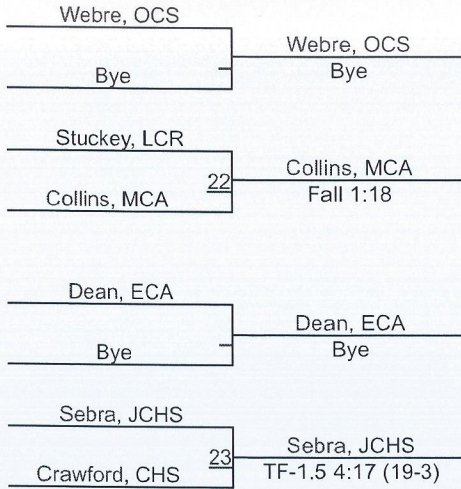 Webre, OCS
Webre, OCS
Bye
Bye
Stuckey, LCR
22
Collins, MCA
Collins, MCA
Fall 1:18
Dean, ECA
Dean, ECA
Bye
Bye
Sebra, JCHS
23
Sebra, JCHS
Crawford, CHS
TF-1.5 4:17 (19-3)